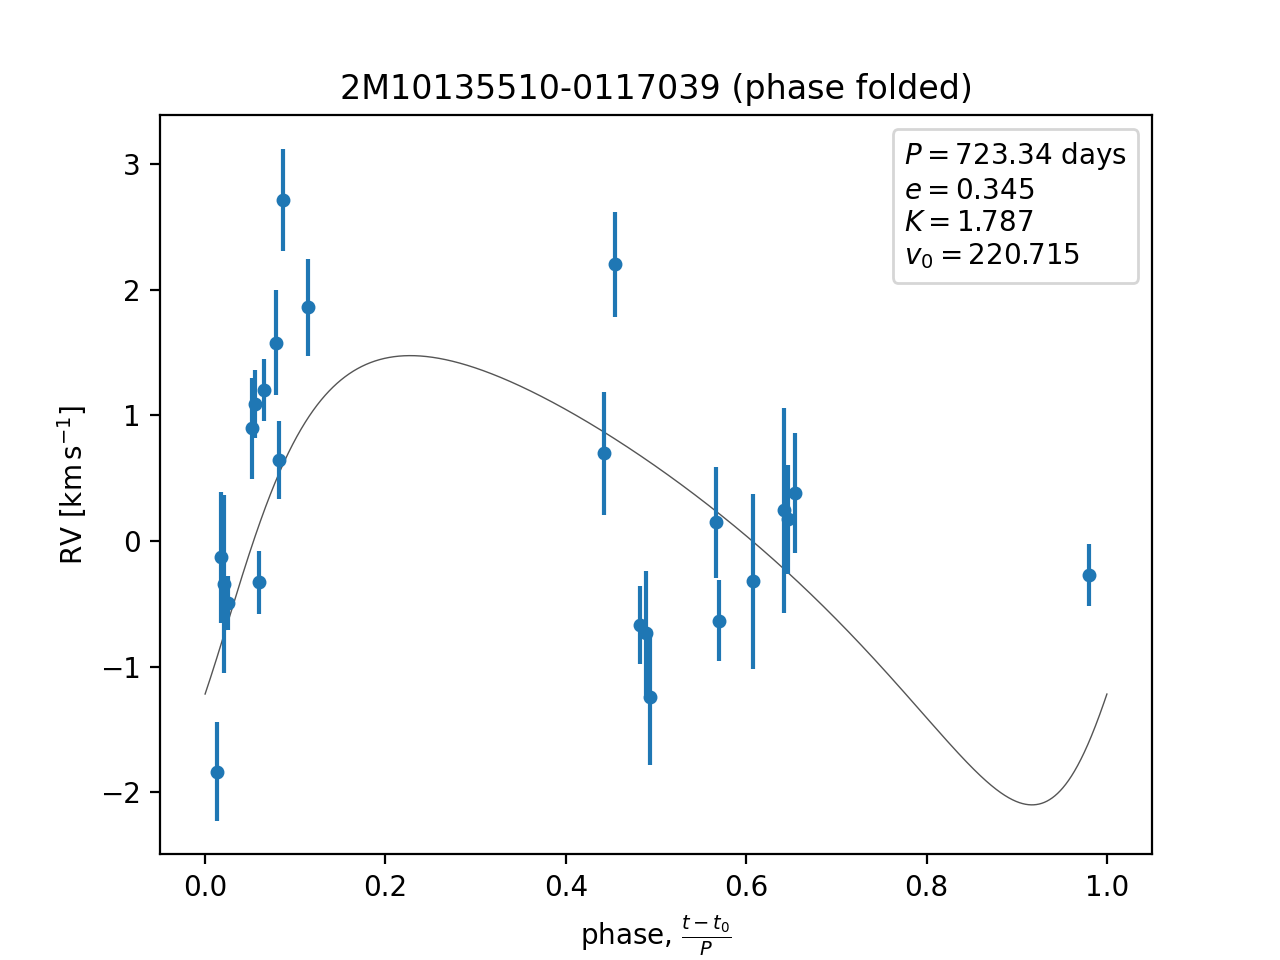 2M10135510-0117039 (phase folded)
P = 723.34 days
e = 0.345
K = 1.787
v₀ = 220.715
3
2
1
0
−1
−2
RV [km s⁻¹]
0.0 0.2 0.4 0.6 0.8 1.0
phase, (t − t₀)/P